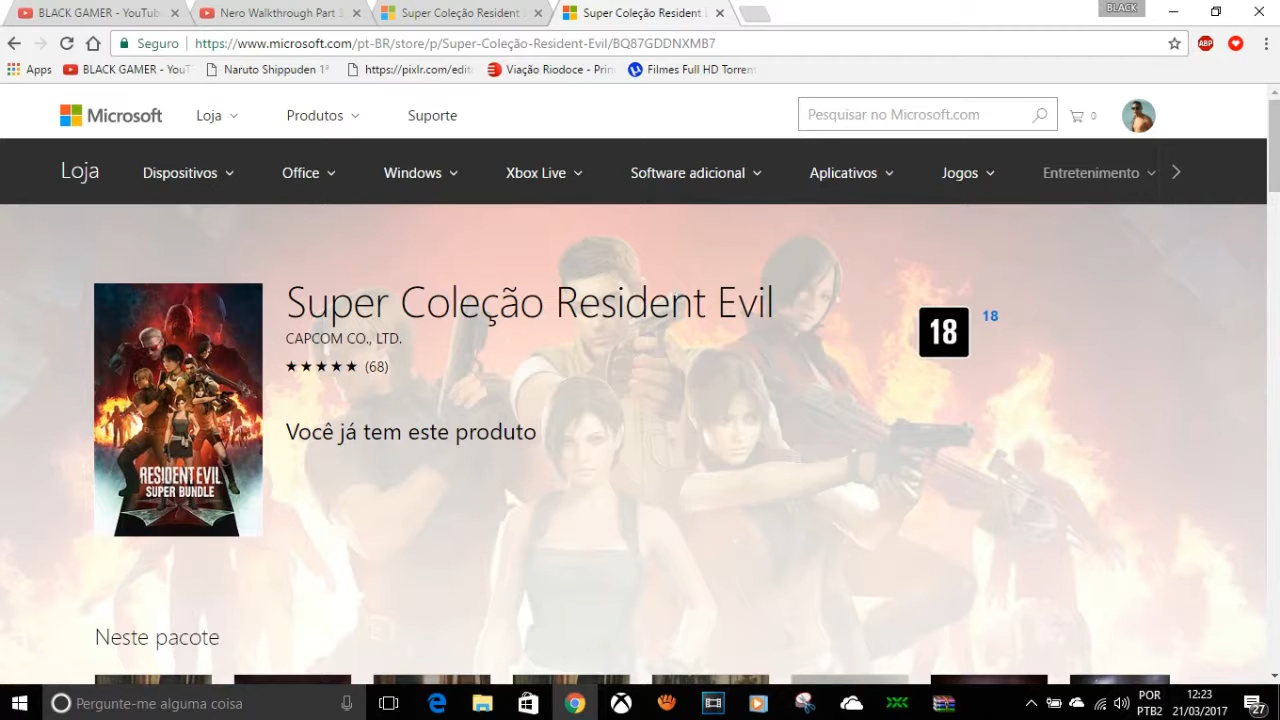 BLACK GAMER - YouTub
Nero Walkthrough Part 3
Super Coleção Resident
Super Coleção Resident
BLACK
Seguro
https://www.microsoft.com/pt-BR/store/p/Super-Coleção-Resident-Evil/BQ87GDDNXMB7
ABP
Apps
BLACK GAMER - YouT
Naruto Shippuden 1ª
https://pixlr.com/edit
Viação Riodoce - Prin
Filmes Full HD Torrent
Microsoft
Loja
Produtos
Suporte
Pesquisar no Microsoft.com
0
Loja
Dispositivos
Office
Windows
Xbox Live
Software adicional
Aplicativos
Jogos
Entretenimento
Super Coleção Resident Evil
CAPCOM CO., LTD.
(68)
18
18
Você já tem este produto
RESIDENT EVIL
SUPER BUNDLE
Neste pacote
Pergunte-me alguma coisa
POR
PTB2
12:23
21/03/2017
27